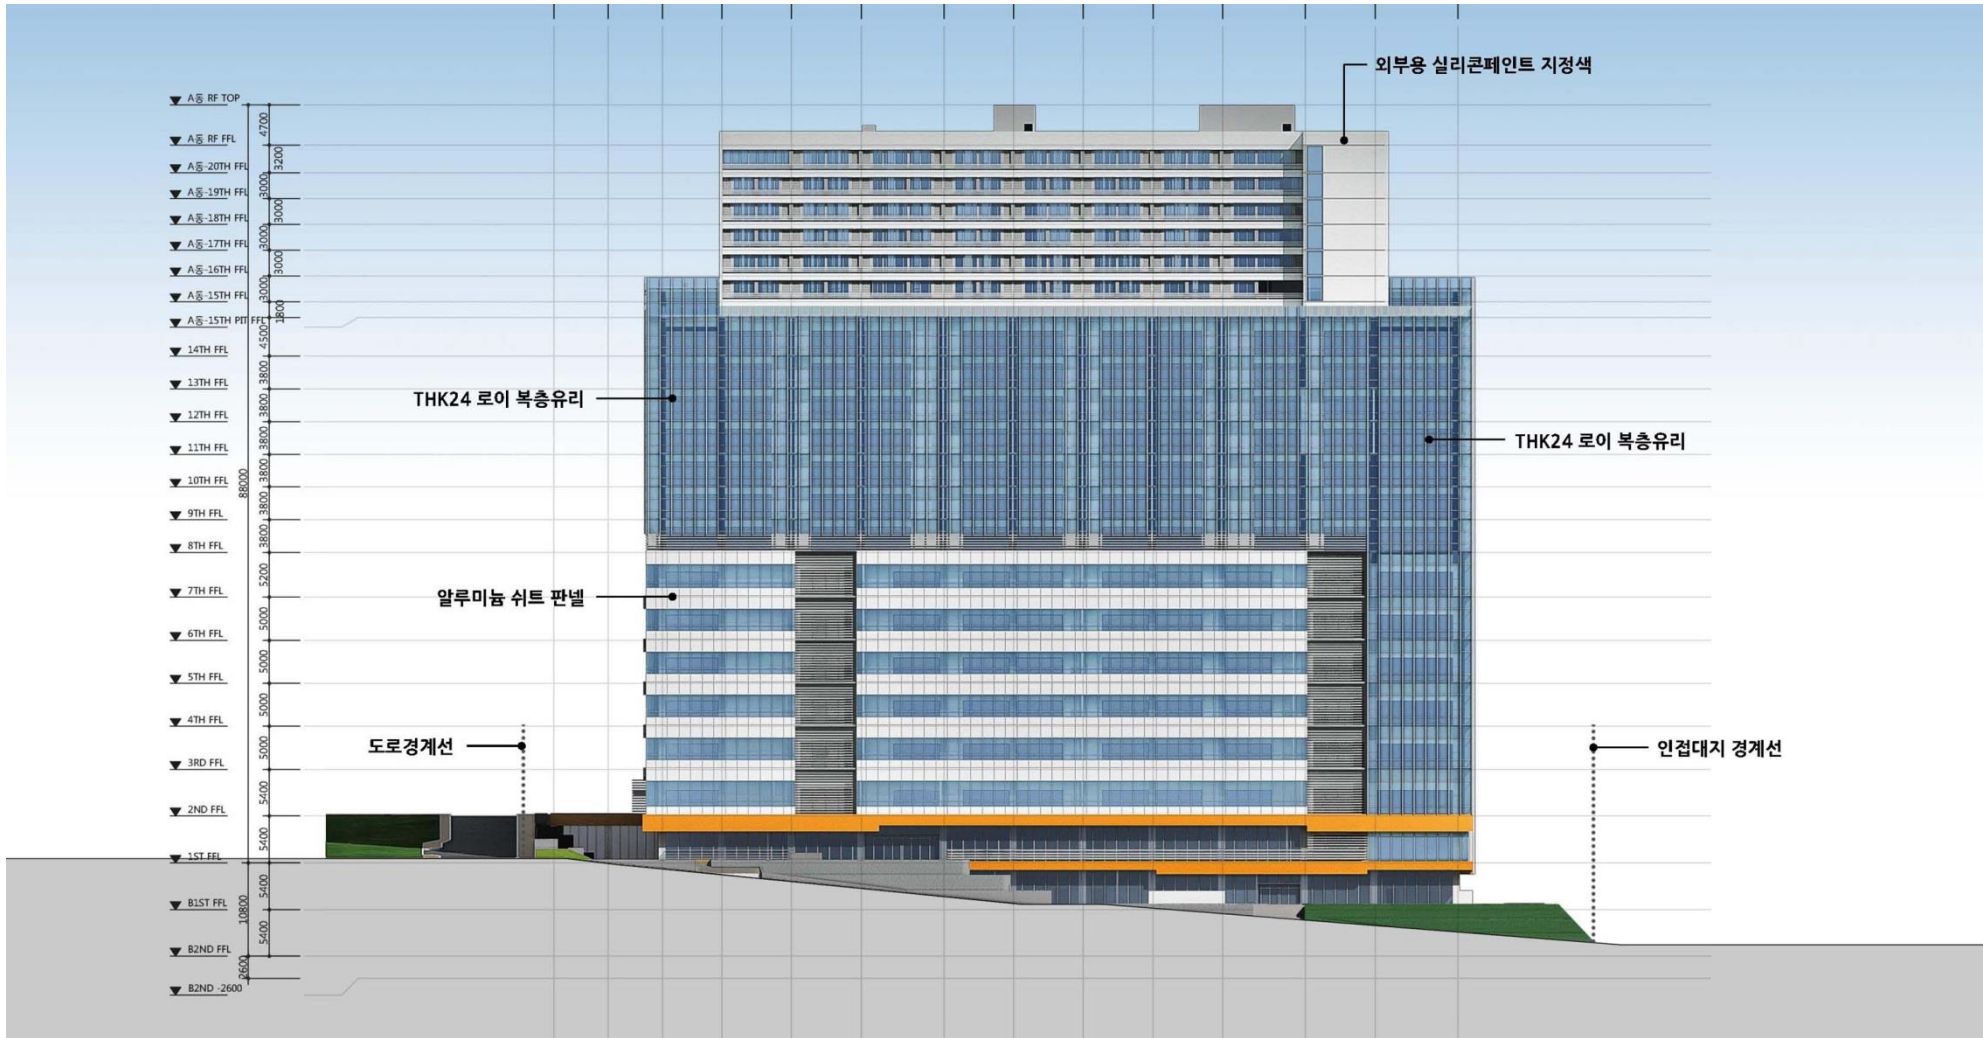 외부용 실리콘페인트 지정색
A동 RF TOP
4700
A동 RF FFL
3200
A동-20TH FFL
3000
A동-19TH FFL
3000
A동-18TH FFL
3000
A동-17TH FFL
3000
A동-16TH FFL
3000
A동-15TH FFL
1800
A동-15TH PIT FFL
4500
14TH FFL
3800
13TH FFL
3800
THK24 로이 복층유리
12TH FFL
3800
THK24 로이 복층유리
11TH FFL
3800
10TH FFL
88000
3800
9TH FFL
3800
8TH FFL
5200
7TH FFL
알루미늄 쉬트 판넬
5000
6TH FFL
5000
5TH FFL
5000
4TH FFL
도로경계선
인접대지 경계선
5000
3RD FFL
5400
2ND FFL
5400
1ST FFL
5400
B1ST FFL
10800
5400
B2ND FFL
2600
B2ND -2600